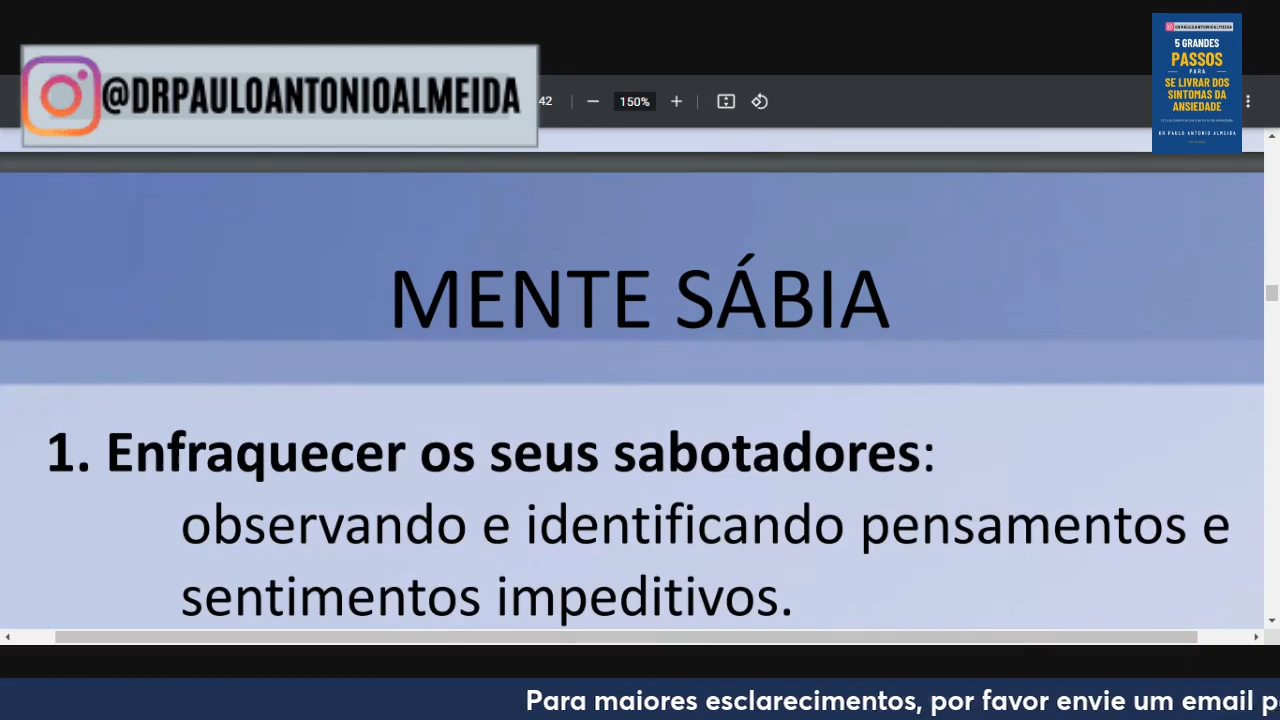 @DRPAULOANTONIOALMEIDA
42
150%
@DRPAULOANTONIOALMEIDA
5 GRANDES
PASSOS
PARA
SE LIVRAR DOS
SINTOMAS DA
ANSIEDADE
DR PAULO ANTONIO ALMEIDA
MENTE SÁBIA
1. Enfraquecer os seus sabotadores:
observando e identificando pensamentos e
sentimentos impeditivos.
Para maiores esclarecimentos, por favor envie um email p